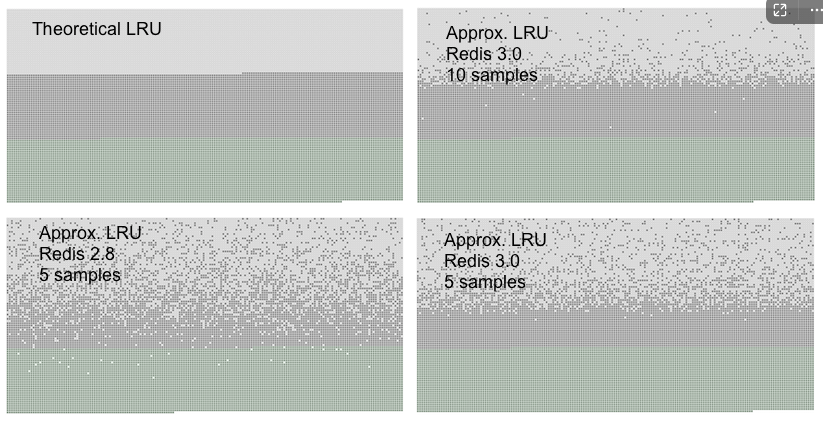 Theoretical LRU
Approx. LRU
Redis 3.0
10 samples
Approx. LRU
Redis 2.8
5 samples
Approx. LRU
Redis 3.0
5 samples